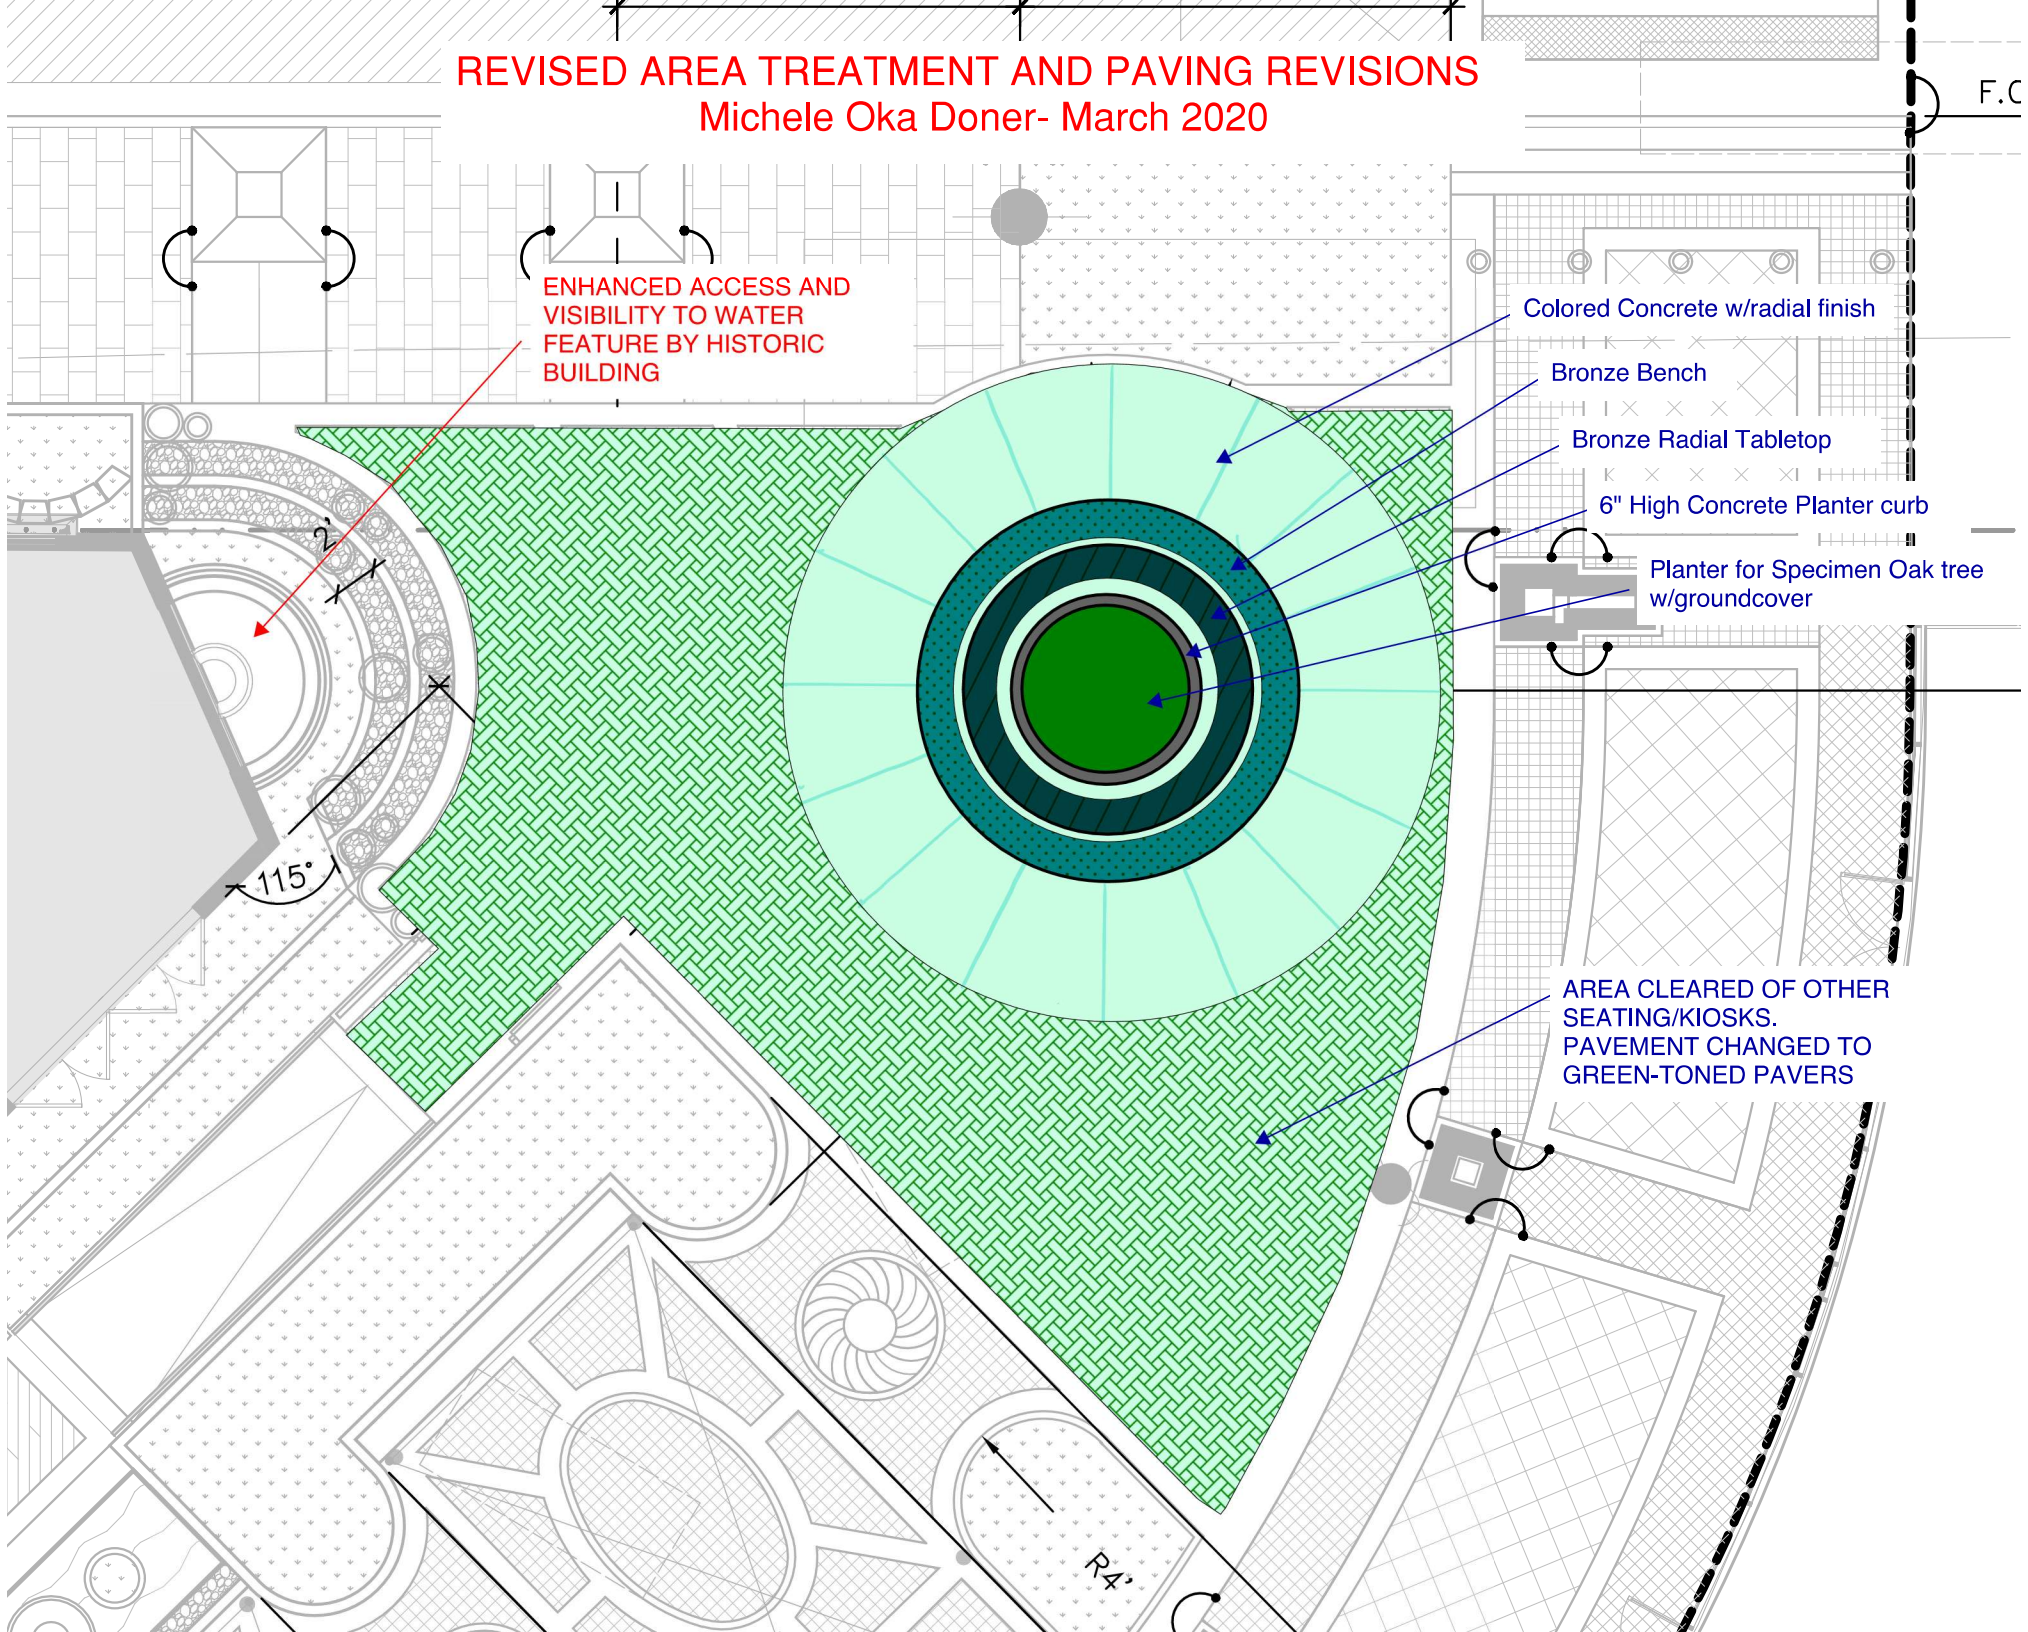 REVISED AREA TREATMENT AND PAVING REVISIONS
Michele Oka Doner- March 2020
ENHANCED ACCESS AND
VISIBILITY TO WATER
FEATURE BY HISTORIC
BUILDING
Colored Concrete w/radial finish
Bronze Bench
Bronze Radial Tabletop
6" High Concrete Planter curb
Planter for Specimen Oak tree
w/groundcover
AREA CLEARED OF OTHER
SEATING/KIOSKS.
PAVEMENT CHANGED TO
GREEN-TONED PAVERS
2'
115°
R4'